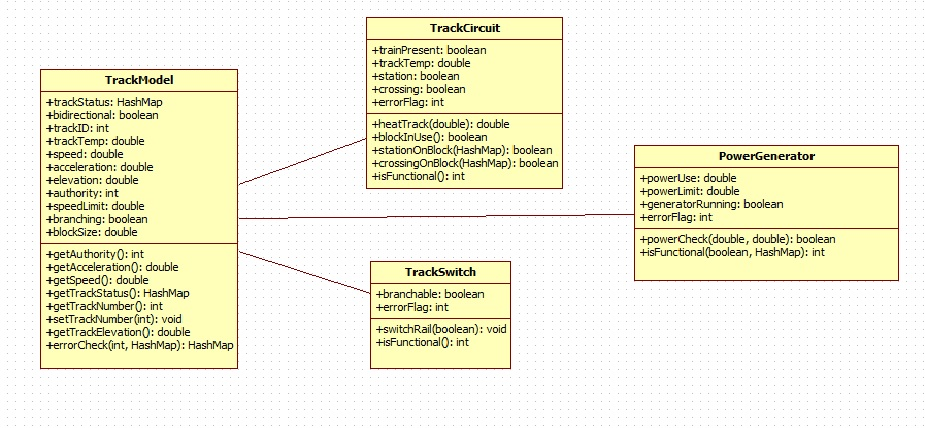 TrackCircuit
+trainPresent: boolean
+trackTemp: double
+station: boolean
+crossing: boolean
+errorFlag: int
+heatTrack(double): double
+blockInUse(): boolean
+stationOnBlock(HashMap): boolean
+crossingOnBlock(HashMap): boolean
+isFunctional(): int
TrackModel
+trackStatus: HashMap
+bidirectional: boolean
+trackID: int
+trackTemp: double
+speed: double
+acceleration: double
+elevation: double
+authority: int
+speedLimit: double
+branching: boolean
+blockSize: double
+getAuthority(): int
+getAcceleration(): double
+getSpeed(): double
+getTrackStatus(): HashMap
+getTrackNumber(): int
+setTrackNumber(int): void
+getTrackElevation(): double
+errorCheck(int, HashMap): HashMap
PowerGenerator
+powerUse: double
+powerLimit: double
+generatorRunning: boolean
+errorFlag: int
+powerCheck(double, double): boolean
+isFunctional(boolean, HashMap): int
TrackSwitch
+branchable: boolean
+errorFlag: int
+switchRail(boolean): void
+isFunctional(): int